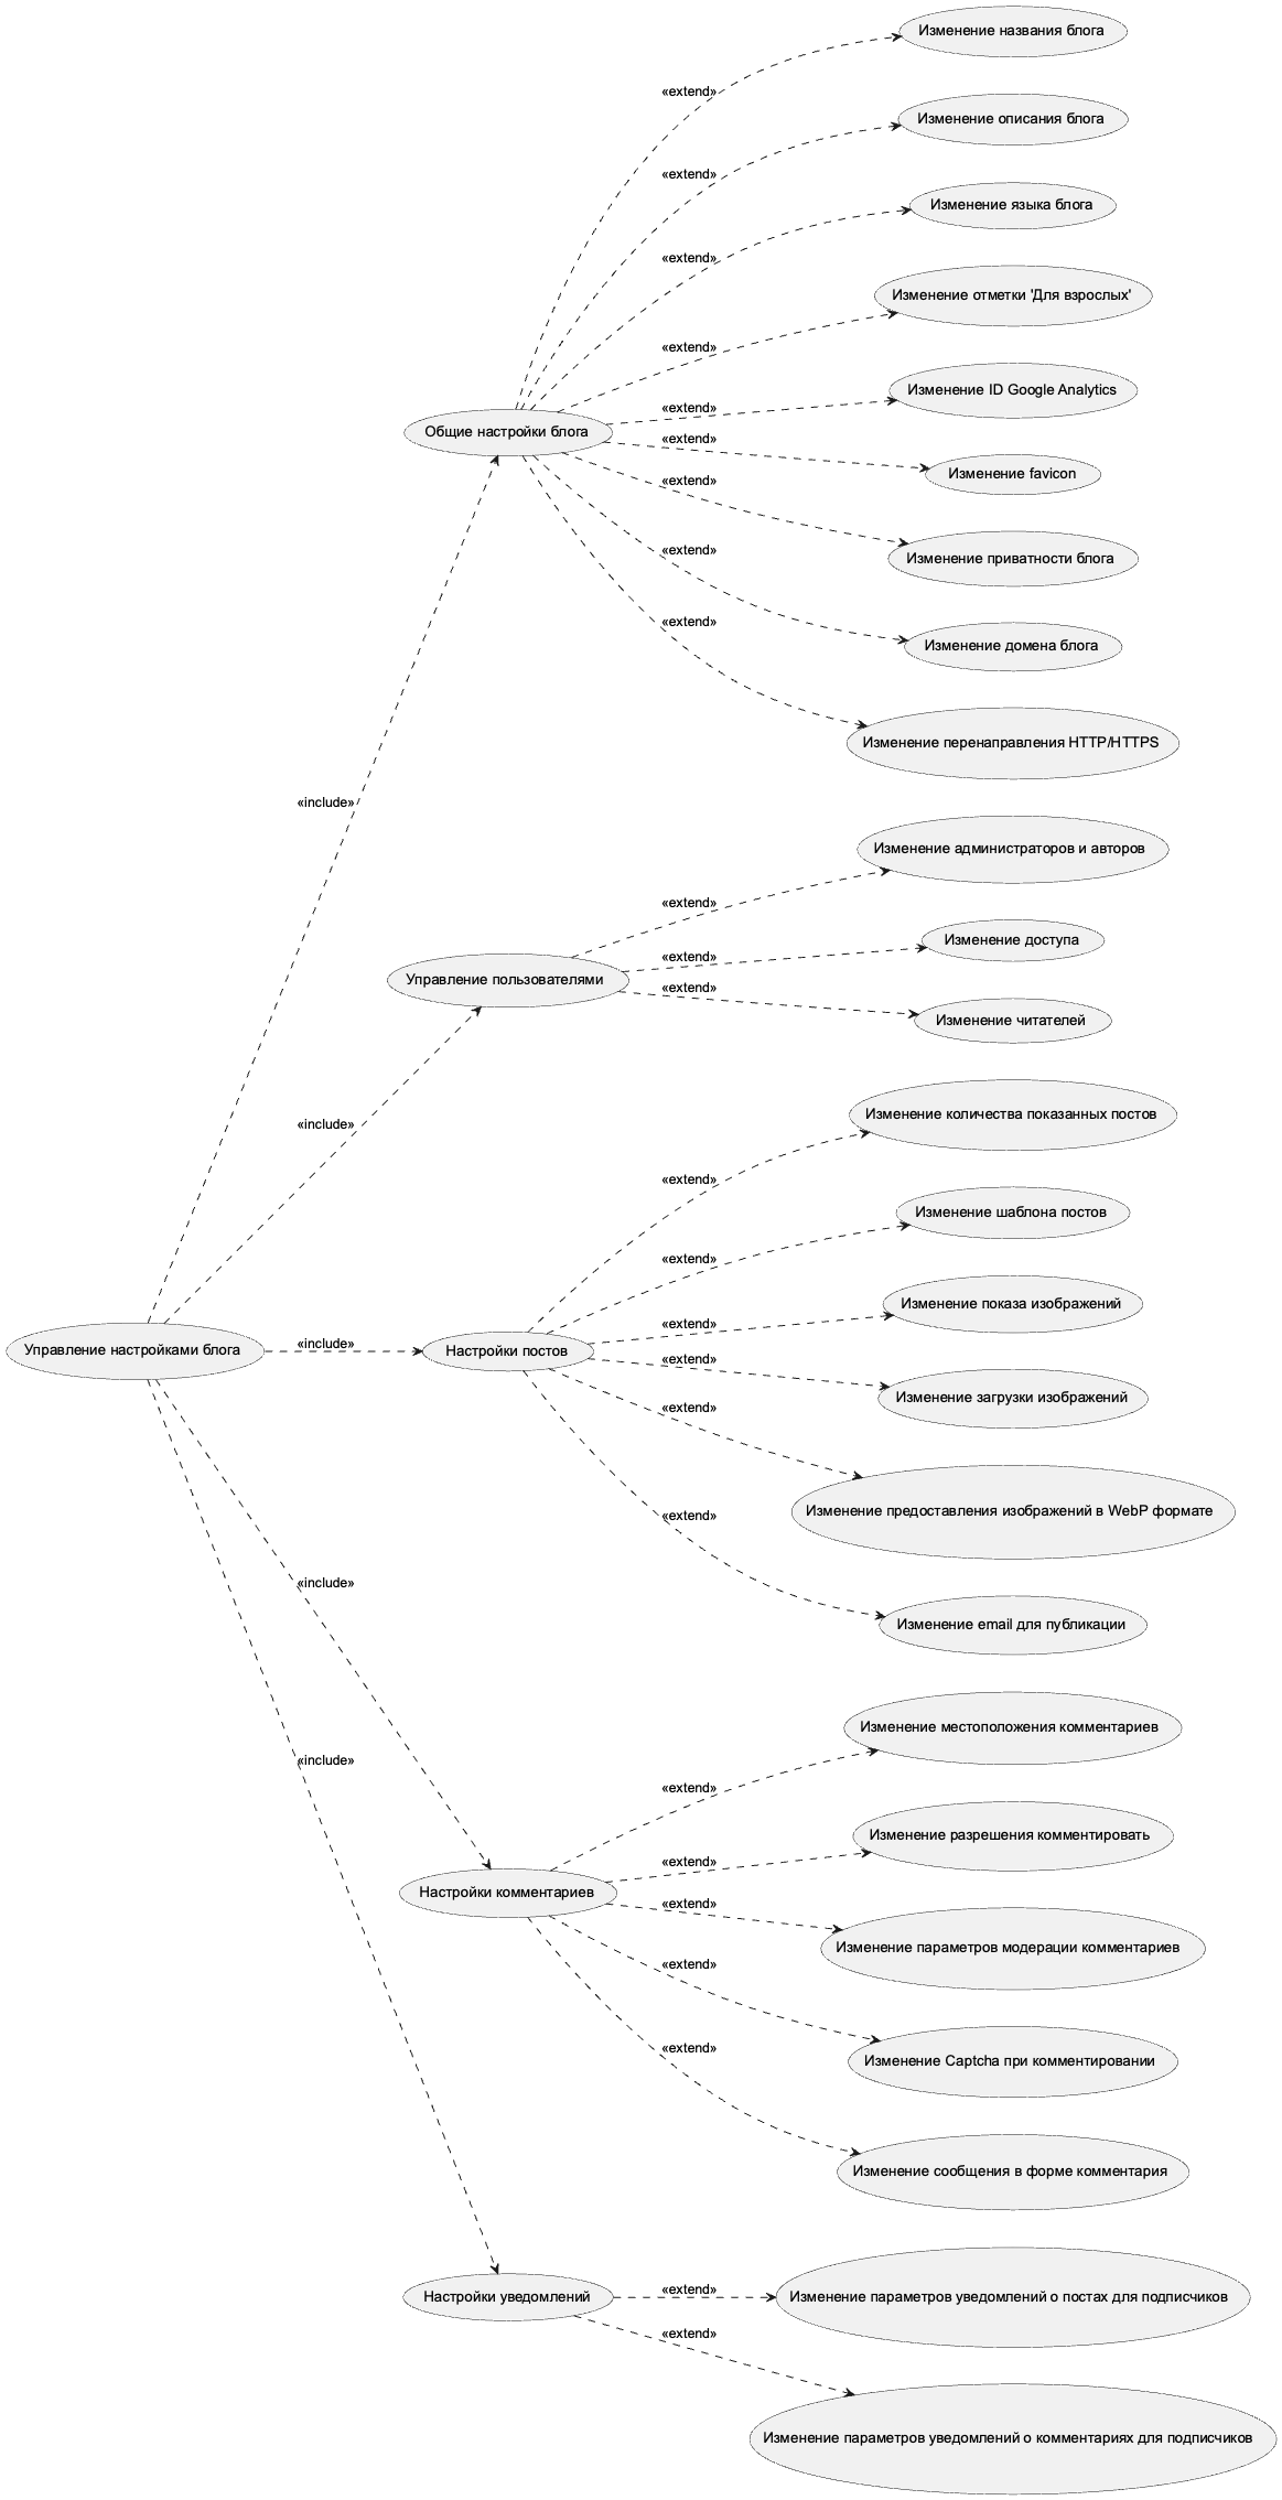 Изменение названия блога
«extend»
Изменение описания блога
«extend»
Изменение языка блога
«extend»
Изменение отметки 'Для взрослых'
«extend»
Изменение ID Google Analytics
«extend»
Общие настройки блога
«extend»
Изменение favicon
«extend»
Изменение приватности блога
«extend»
Изменение домена блога
«extend»
Изменение перенаправления HTTP/HTTPS
«include»
Изменение администраторов и авторов
«extend»
Изменение доступа
«extend»
Управление пользователями
«extend»
Изменение читателей
«include»
Изменение количества показанных постов
«extend»
Изменение шаблона постов
«extend»
Изменение показа изображений
«extend»
Управление настройками блога
«include»
Настройки постов
«extend»
Изменение загрузки изображений
«extend»
Изменение предоставления изображений в WebP формате
«extend»
Изменение email для публикации
«include»
Изменение местоположения комментариев
«include»
«extend»
Изменение разрешения комментировать
«extend»
Настройки комментариев
«extend»
Изменение параметров модерации комментариев
«extend»
Изменение Captcha при комментировании
«extend»
Изменение сообщения в форме комментария
«extend»
Настройки уведомлений
Изменение параметров уведомлений о постах для подписчиков
«extend»
Изменение параметров уведомлений о комментариях для подписчиков